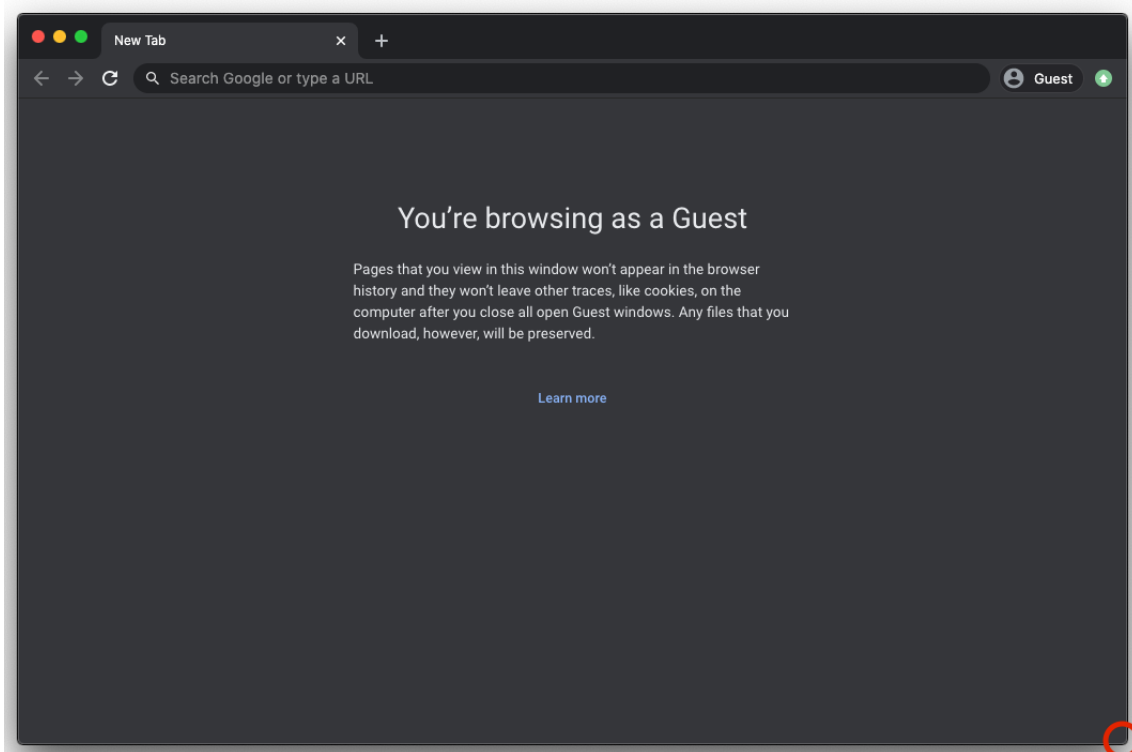 New Tab
Search Google or type a URL
Guest
You’re browsing as a Guest
Pages that you view in this window won’t appear in the browser
history and they won’t leave other traces, like cookies, on the
computer after you close all open Guest windows. Any files that you
download, however, will be preserved.
Learn more